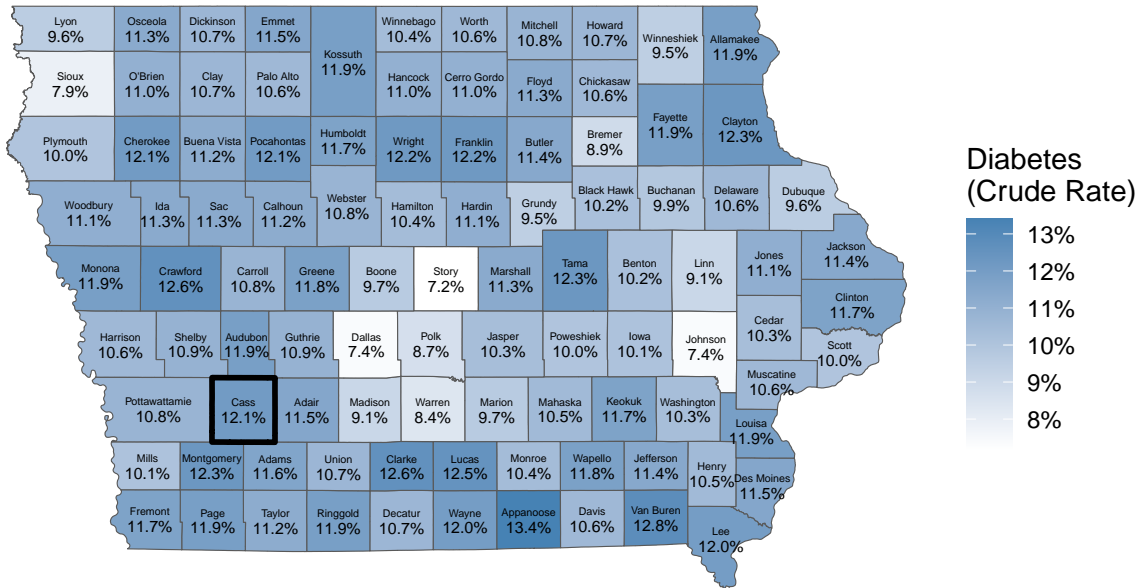 Lyon
9.6%
Osceola
11.3%
Dickinson
10.7%
Emmet
11.5%
Kossuth
11.9%
Winnebago
10.4%
Worth
10.6%
Mitchell
10.8%
Howard
10.7%
Winneshiek
9.5%
Allamakee
11.9%
Sioux
7.9%
O'Brien
11.0%
Clay
10.7%
Palo Alto
10.6%
Hancock
11.0%
Cerro Gordo
11.0%
Floyd
11.3%
Chickasaw
10.6%
Fayette
11.9%
Clayton
12.3%
Plymouth
10.0%
Cherokee
12.1%
Buena Vista
11.2%
Pocahontas
12.1%
Humboldt
11.7%
Wright
12.2%
Franklin
12.2%
Butler
11.4%
Bremer
8.9%
Woodbury
11.1%
Ida
11.3%
Sac
11.3%
Calhoun
11.2%
Webster
10.8%
Hamilton
10.4%
Hardin
11.1%
Grundy
9.5%
Black Hawk
10.2%
Buchanan
9.9%
Delaware
10.6%
Dubuque
9.6%
Monona
11.9%
Crawford
12.6%
Carroll
10.8%
Greene
11.8%
Boone
9.7%
Story
7.2%
Marshall
11.3%
Tama
12.3%
Benton
10.2%
Linn
9.1%
Jones
11.1%
Jackson
11.4%
Clinton
11.7%
Harrison
10.6%
Shelby
10.9%
Audubon
11.9%
Guthrie
10.9%
Dallas
7.4%
Polk
8.7%
Jasper
10.3%
Poweshiek
10.0%
Iowa
10.1%
Johnson
7.4%
Cedar
10.3%
Scott
10.0%
Muscatine
10.6%
Pottawattamie
10.8%
Cass
12.1%
Adair
11.5%
Madison
9.1%
Warren
8.4%
Marion
9.7%
Mahaska
10.5%
Keokuk
11.7%
Washington
10.3%
Louisa
11.9%
Mills
10.1%
Montgomery
12.3%
Adams
11.6%
Union
10.7%
Clarke
12.6%
Lucas
12.5%
Monroe
10.4%
Wapello
11.8%
Jefferson
11.4%
Henry
10.5%
Des Moines
11.5%
Fremont
11.7%
Page
11.9%
Taylor
11.2%
Ringgold
11.9%
Decatur
10.7%
Wayne
12.0%
Appanoose
13.4%
Davis
10.6%
Van Buren
12.8%
Lee
12.0%
Diabetes
(Crude Rate)
13%
12%
11%
10%
9%
8%